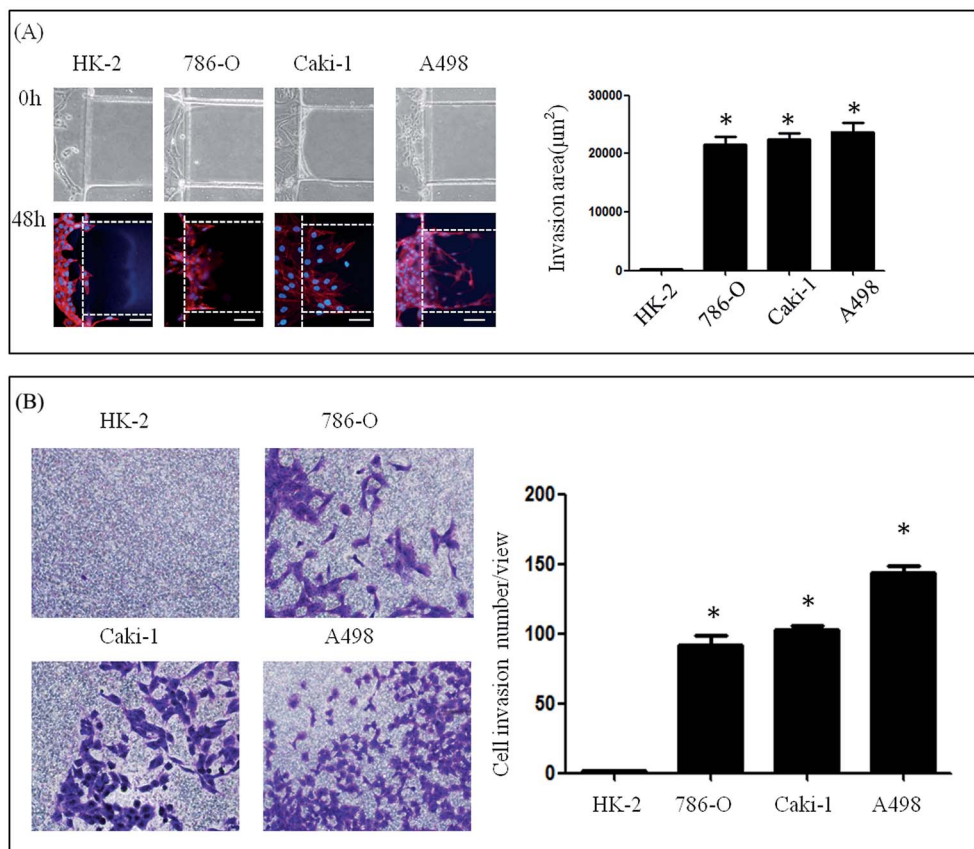 (A)
HK-2 786-O Caki-1 A498
0h
48h
Invasion area(µm²)
30000
20000
10000
0
* * *
HK-2 786-O Caki-1 A498
(B)
HK-2 786-O
Caki-1 A498
Cell invasion number/view
200
150
100
50
0
* * *
HK-2 786-O Caki-1 A498